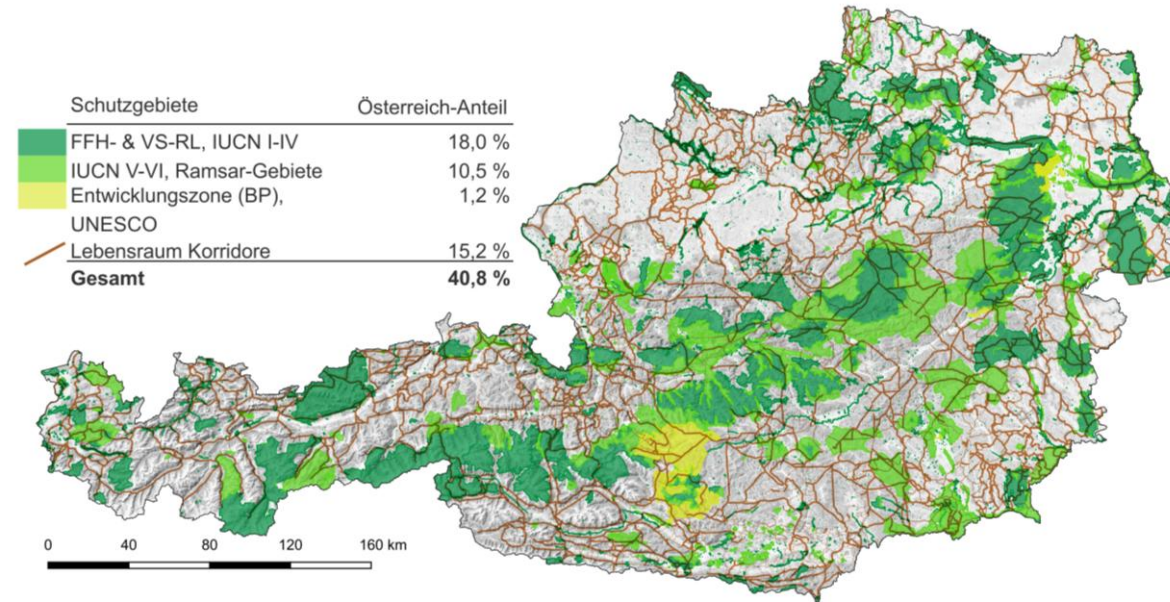 Schutzgebiete Österreich-Anteil
FFH- & VS-RL, IUCN I-IV 18,0 %
IUCN V-VI, Ramsar-Gebiete 10,5 %
Entwicklungszone (BP), 1,2 %
UNESCO
Lebensraum Korridore 15,2 %
Gesamt 40,8 %
0 40 80 120 160 km